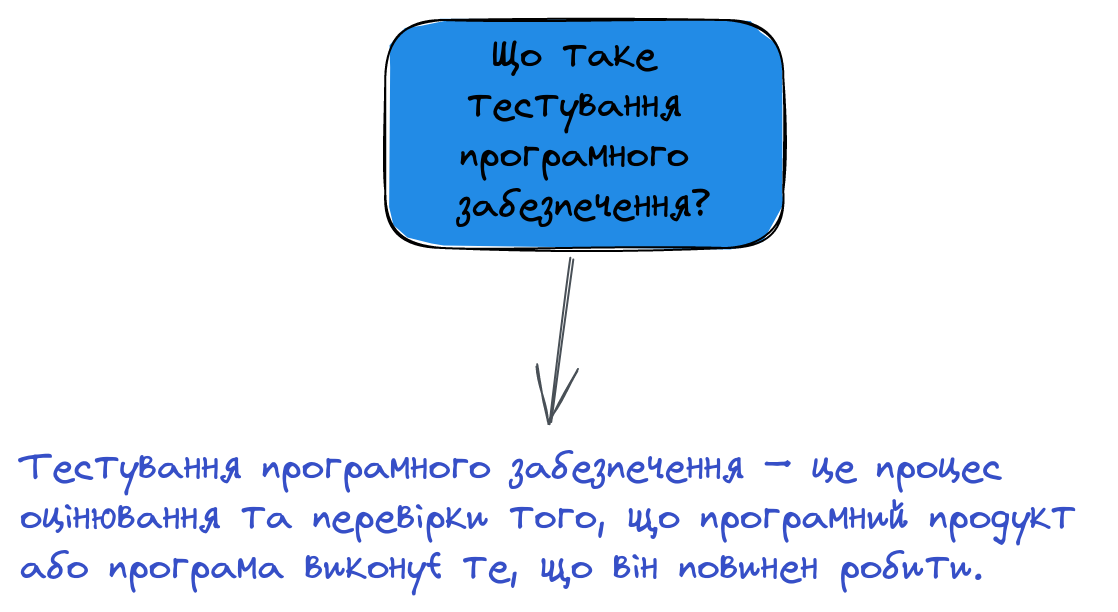 Що таке
тестування
програмного
забезпечення?
Тестування програмного забезпечення - це процес
оцінювання та перевірки того, що програмний продукт
або програма виконує те, що він повинен робити.